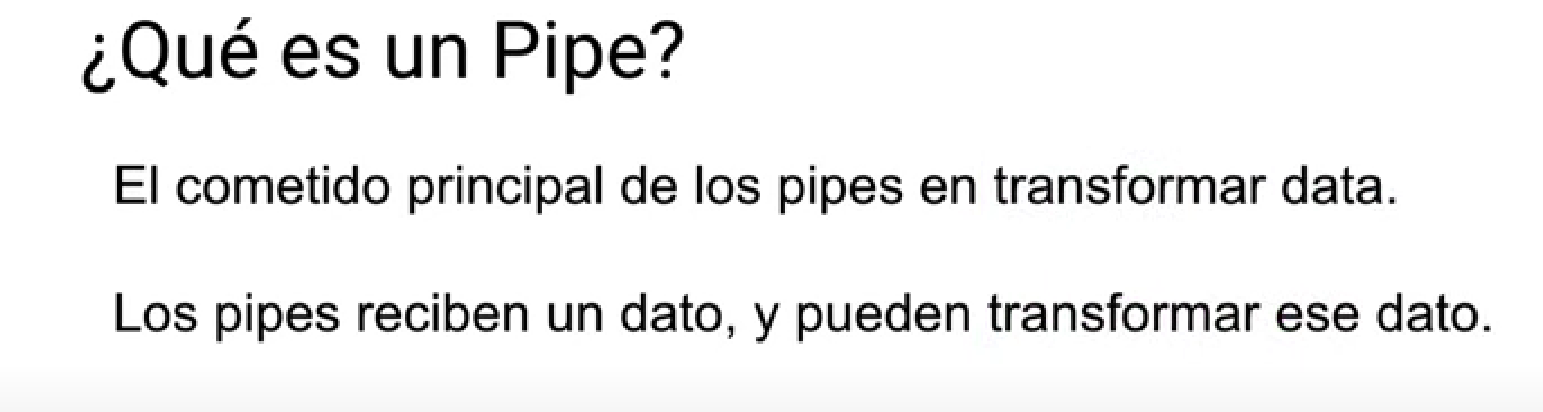 ¿Qué es un Pipe?
El cometido principal de los pipes en transformar data.
Los pipes reciben un dato, y pueden transformar ese dato.